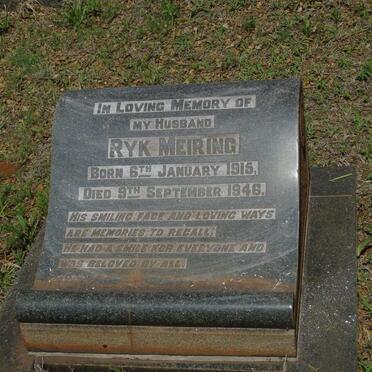 IN LOVING MEMORY OF
MY HUSBAND
RYK MEIRING
BORN 6TH JANUARY 1915.
DIED 9TH SEPTEMBER 1946.
HIS SMILING FACE AND LOVING WAYS
ARE MEMORIES TO RECALL;
HE HAD A SMILE FOR EVERYONE AND
WAS BELOVED BY ALL.